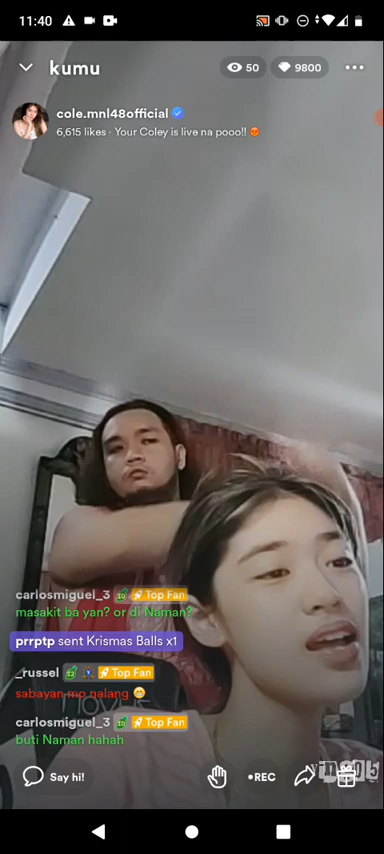 11:40
kumu
50
9800
cole.mnl48official
6,615 likes · Your Coley is live na pooo!! 😡
carlosmiguel_3 10 🚀 Top Fan
masakit ba yan? or di Naman?
prrptp sent Krismas Balls x1
_russel 🚀 Top Fan
sabayan mo nalang 😁
carlosmiguel_3 10 🚀 Top Fan
buti Naman hahah
Say hi!
•REC